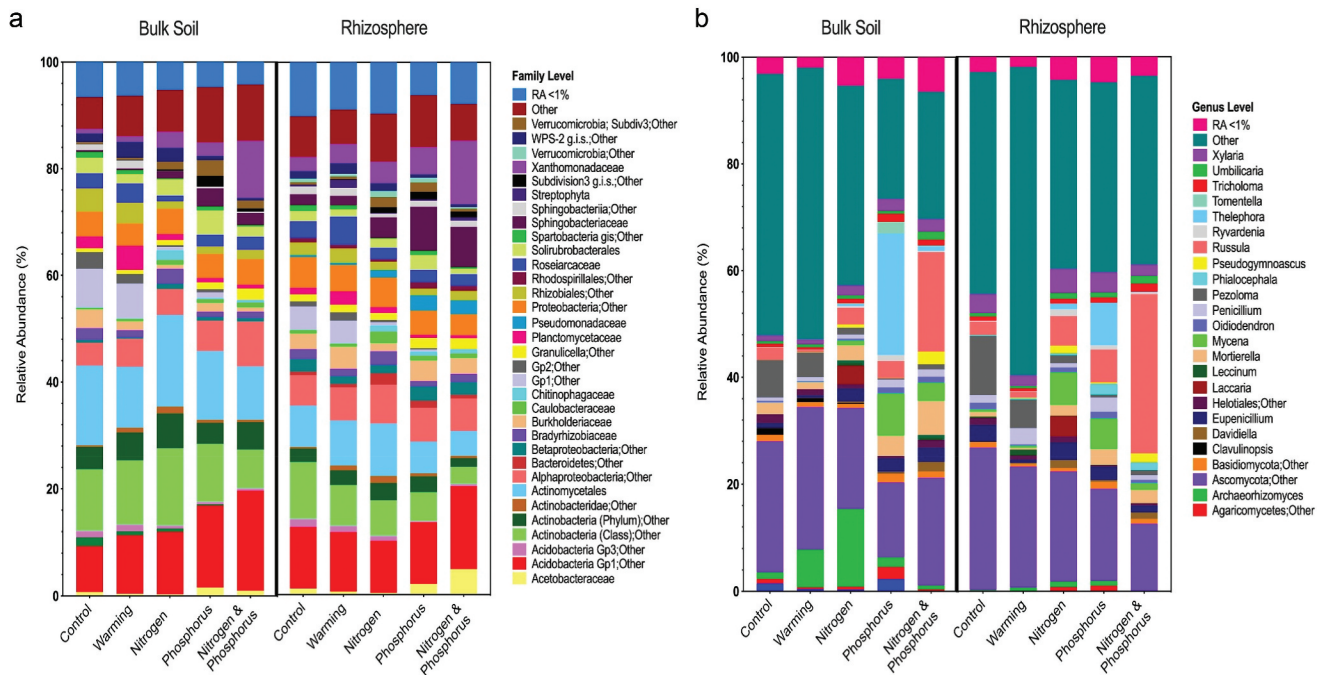 a
Bulk Soil
Rhizosphere
Relative Abundance (%)
100
80
60
40
20
0
Control
Warming
Nitrogen
Phosphorus
Nitrogen &
Phosphorus
Control
Warming
Nitrogen
Phosphorus
Nitrogen &
Phosphorus
Family Level
RA <1%
Other
Verrucomicrobia; Subdiv3;Other
WPS-2 g.i.s.;Other
Verrucomicrobia;Other
Xanthomonadaceae
Subdivision3 g.i.s.;Other
Streptophyta
Sphingobacteriia;Other
Sphingobacteriaceae
Spartobacteria gis;Other
Solirubrobacterales
Roseiarcaceae
Rhodospirillales;Other
Rhizobiales;Other
Proteobacteria;Other
Pseudomonadaceae
Planctomycetaceae
Granulicella;Other
Gp2;Other
Gp1;Other
Chitinophagaceae
Caulobacteraceae
Burkholderiaceae
Bradyrhizobiaceae
Betaproteobacteria;Other
Bacteroidetes;Other
Alphaproteobacteria;Other
Actinomycetales
Actinobacteridae;Other
Actinobacteria (Phylum);Other
Actinobacteria (Class);Other
Acidobacteria Gp3;Other
Acidobacteria Gp1;Other
Acetobacteraceae
b
Bulk Soil
Rhizosphere
Relative Abundance (%)
100
80
60
40
20
0
Control
Warming
Nitrogen
Phosphorus
Nitrogen &
Phosphorus
Control
Warming
Nitrogen
Phosphorus
Nitrogen &
Phosphorus
Genus Level
RA <1%
Other
Xylaria
Umbilicaria
Tricholoma
Tomentella
Thelephora
Ryvardenia
Russula
Pseudogymnoascus
Phialocephala
Pezoloma
Penicillium
Oidiodendron
Mycena
Mortierella
Leccinum
Laccaria
Helotiales;Other
Eupenicillium
Davidiella
Clavulinopsis
Basidiomycota;Other
Ascomycota;Other
Archaeorhizomyces
Agaricomycetes;Other